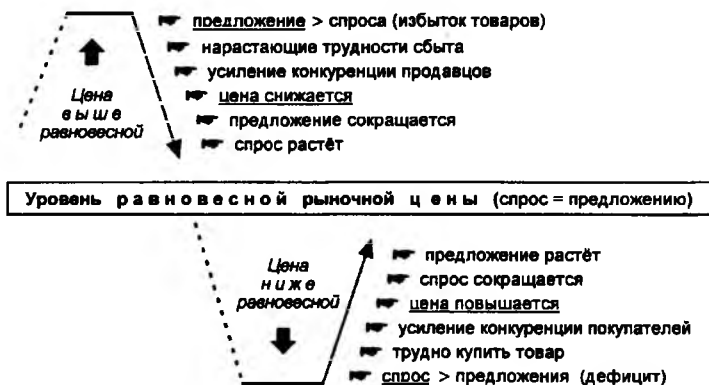 предложение > спроса (избыток товаров)
нарастающие трудности сбыта
усиление конкуренции продавцов
цена снижается
предложение сокращается
спрос растёт
Цена
выше
равновесной
Уровень равновесной рыночной цены (спрос = предложению)
Цена
ниже
равновесной
предложение растёт
спрос сокращается
цена повышается
усиление конкуренции покупателей
трудно купить товар
спрос > предложения (дефицит)